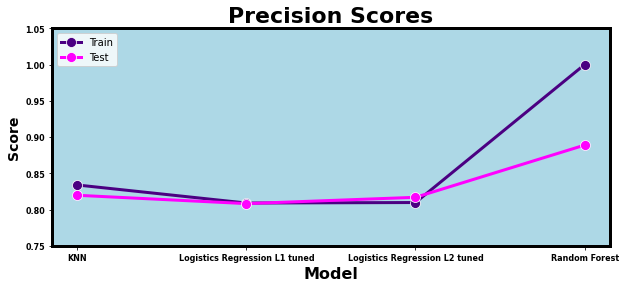 Precision Scores
Train
Test
1.05
1.00
0.95
0.90
0.85
0.80
0.75
Score
KNN
Logistics Regression L1 tuned
Logistics Regression L2 tuned
Random Forest
Model